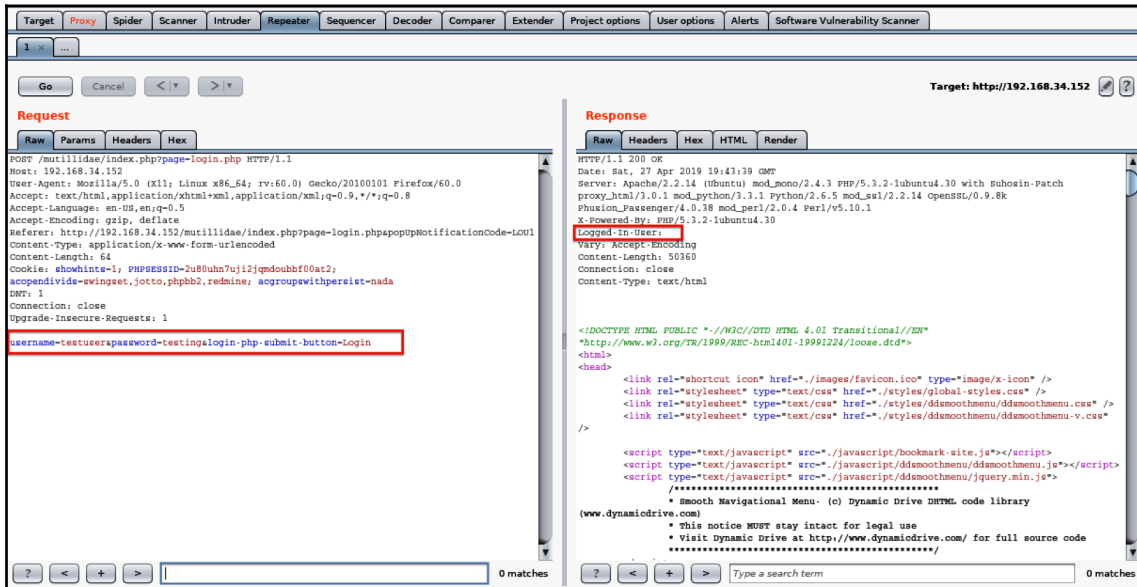 Target Proxy Spider Scanner Intruder Repeater Sequencer Decoder Comparer Extender Project options User options Alerts Software Vulnerability Scanner
1 × ...
Go Cancel < > Target: http://192.168.34.152 ?
Request
Raw Params Headers Hex
POST /mutillidae/index.php?page=login.php HTTP/1.1
Host: 192.168.34.152
User-Agent: Mozilla/5.0 (X11; Linux x86_64; rv:60.0) Gecko/20100101 Firefox/60.0
Accept: text/html,application/xhtml+xml,application/xml;q=0.9,*/*;q=0.8
Accept-Language: en-US,en;q=0.5
Accept-Encoding: gzip, deflate
Referer: http://192.168.34.152/mutillidae/index.php?page=login.php&popUpNotificationCode=LOU1
Content-Type: application/x-www-form-urlencoded
Content-Length: 64
Cookie: showhints=1; PHPSESSID=2u80uhn7uji2jqmdoubbf00at2;
acopendivids=swingset,jotto,phpbb2,redmine; acgroupswithpersist=nada
DNT: 1
Connection: close
Upgrade-Insecure-Requests: 1
username=testuser&password=testing&login-php-submit-button=Login
? < + > 0 matches
Response
Raw Headers Hex HTML Render
HTTP/1.1 200 OK
Date: Sat, 27 Apr 2019 19:43:39 GMT
Server: Apache/2.2.14 (Ubuntu) mod_mono/2.4.3 PHP/5.3.2-1ubuntu4.30 with Suhosin-Patch
proxy_html/3.0.1 mod_python/3.3.1 Python/2.6.5 mod_ssl/2.2.14 OpenSSL/0.9.8k
Phusion_Passenger/4.0.38 mod_perl/2.0.4 Perl/v5.10.1
X-Powered-By: PHP/5.3.2-1ubuntu4.30
Logged-In-User:
Vary: Accept-Encoding
Content-Length: 50360
Connection: close
Content-Type: text/html
<!DOCTYPE HTML PUBLIC "-//W3C//DTD HTML 4.01 Transitional//EN"
"http://www.w3.org/TR/1999/REC-html401-19991224/loose.dtd">
<html>
<head>
<link rel="shortcut icon" href="./images/favicon.ico" type="image/x-icon" />
<link rel="stylesheet" type="text/css" href="./styles/global-styles.css" />
<link rel="stylesheet" type="text/css" href="./styles/ddsmoothmenu/ddsmoothmenu.css" />
<link rel="stylesheet" type="text/css" href="./styles/ddsmoothmenu/ddsmoothmenu-v.css"
/>
<script type="text/javascript" src="./javascript/bookmark-site.js"></script>
<script type="text/javascript" src="./javascript/ddsmoothmenu/ddsmoothmenu.js"></script>
<script type="text/javascript" src="./javascript/ddsmoothmenu/jquery.min.js">
/***********************************************
* Smooth Navigational Menu- (c) Dynamic Drive DHTML code library
(www.dynamicdrive.com)
* This notice MUST stay intact for legal use
* Visit Dynamic Drive at http://www.dynamicdrive.com/ for full source code
***********************************************/
? < + > Type a search term 0 matches